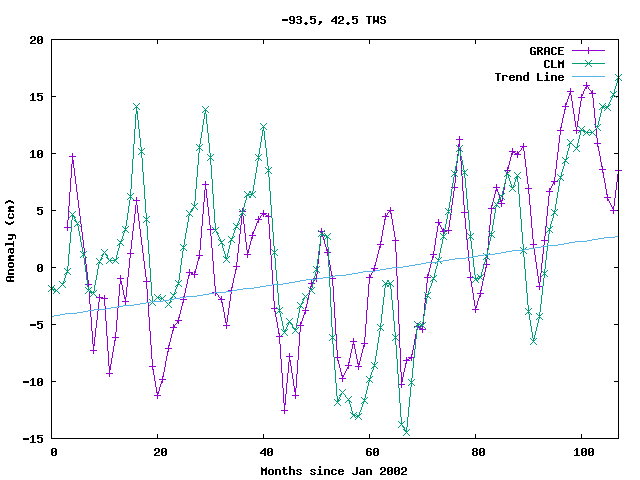 -93.5, 42.5 TWS
GRACE
CLM
Trend Line
20
15
10
5
0
-5
-10
-15
Anomaly (cm)
0 20 40 60 80 100
Months since Jan 2002